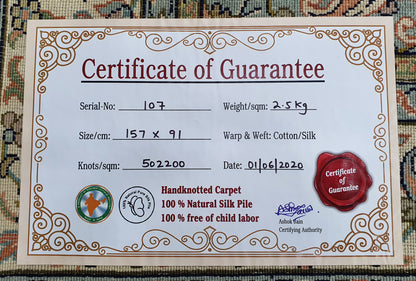 Certificate of Guarantee
Serial-No: 107 Weight/sqm: 2.5 kg
Size/cm: 157 x 91 Warp & Weft: Cotton/Silk
Knots/sqm: 502200 Date: 01/06/2020
Handknotted Carpet
100 % Natural Silk Pile
100 % free of child labor
Certificate
of
Guarantee
Certifying Authority